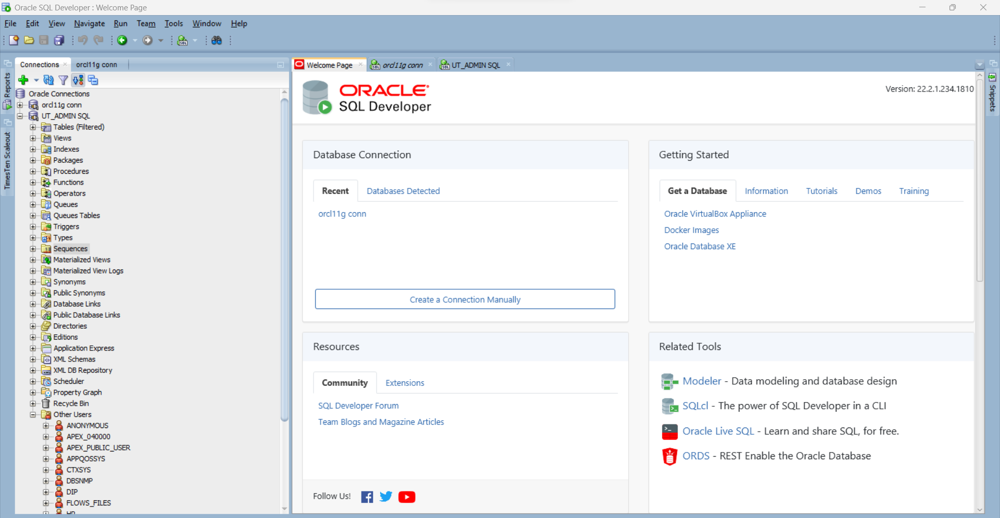 Oracle SQL Developer : Welcome Page
File Edit View Navigate Run Team Tools Window Help
Connections
orcl11g conn
Reports
TimesTen Scaleout
Oracle Connections
orcl11g conn
UT_ADMIN SQL
Tables (Filtered)
Views
Indexes
Packages
Procedures
Functions
Operators
Queues
Queues Tables
Triggers
Types
Sequences
Materialized Views
Materialized View Logs
Synonyms
Public Synonyms
Database Links
Public Database Links
Directories
Editions
Application Express
XML Schemas
XML DB Repository
Scheduler
Property Graph
Recycle Bin
Other Users
ANONYMOUS
APEX_040000
APEX_PUBLIC_USER
APPQOSSYS
CTXSYS
DBSNMP
DIP
FLOWS_FILES
HR
Welcome Page
orcl11g conn
UT_ADMIN SQL
ORACLE
SQL Developer
Version: 22.2.1.234.1810
Snippets
Database Connection
Recent
Databases Detected
orcl11g conn
Create a Connection Manually
Getting Started
Get a Database
Information
Tutorials
Demos
Training
Oracle VirtualBox Appliance
Docker Images
Oracle Database XE
Resources
Community
Extensions
SQL Developer Forum
Team Blogs and Magazine Articles
Follow Us!
Related Tools
Modeler - Data modeling and database design
SQLcl - The power of SQL Developer in a CLI
Oracle Live SQL - Learn and share SQL, for free.
ORDS - REST Enable the Oracle Database